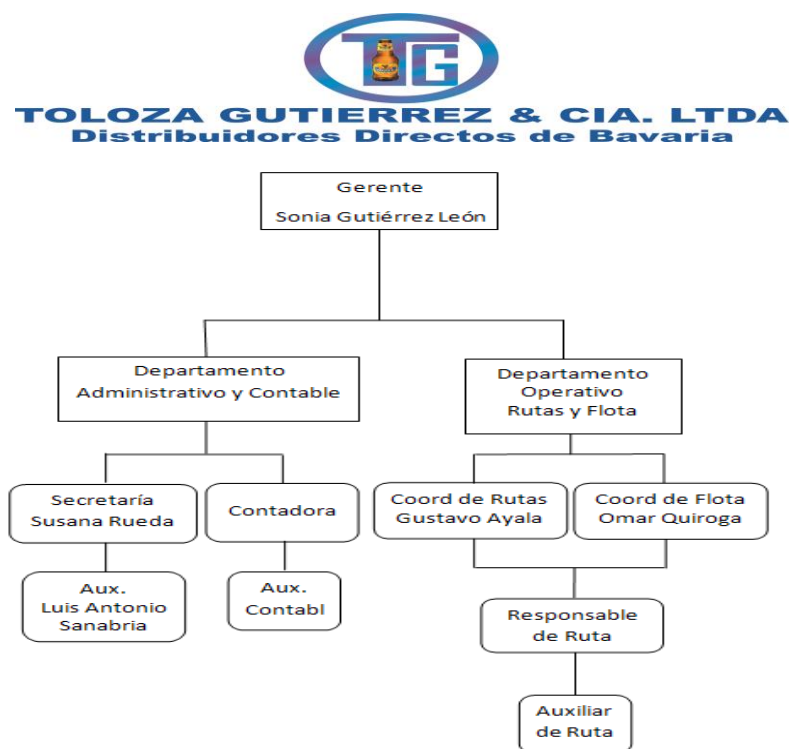 TG
TOLOZA GUTIERREZ & CIA. LTDA
Distribuidores Directos de Bavaria
Gerente
Sonia Gutiérrez León
Departamento
Administrativo y Contable
Departamento
Operativo
Rutas y Flota
Secretaría
Susana Rueda
Contadora
Coord de Rutas
Gustavo Ayala
Coord de Flota
Omar Quiroga
Aux.
Luis Antonio
Sanabria
Aux.
Contabl
Responsable
de Ruta
Auxiliar
de Ruta